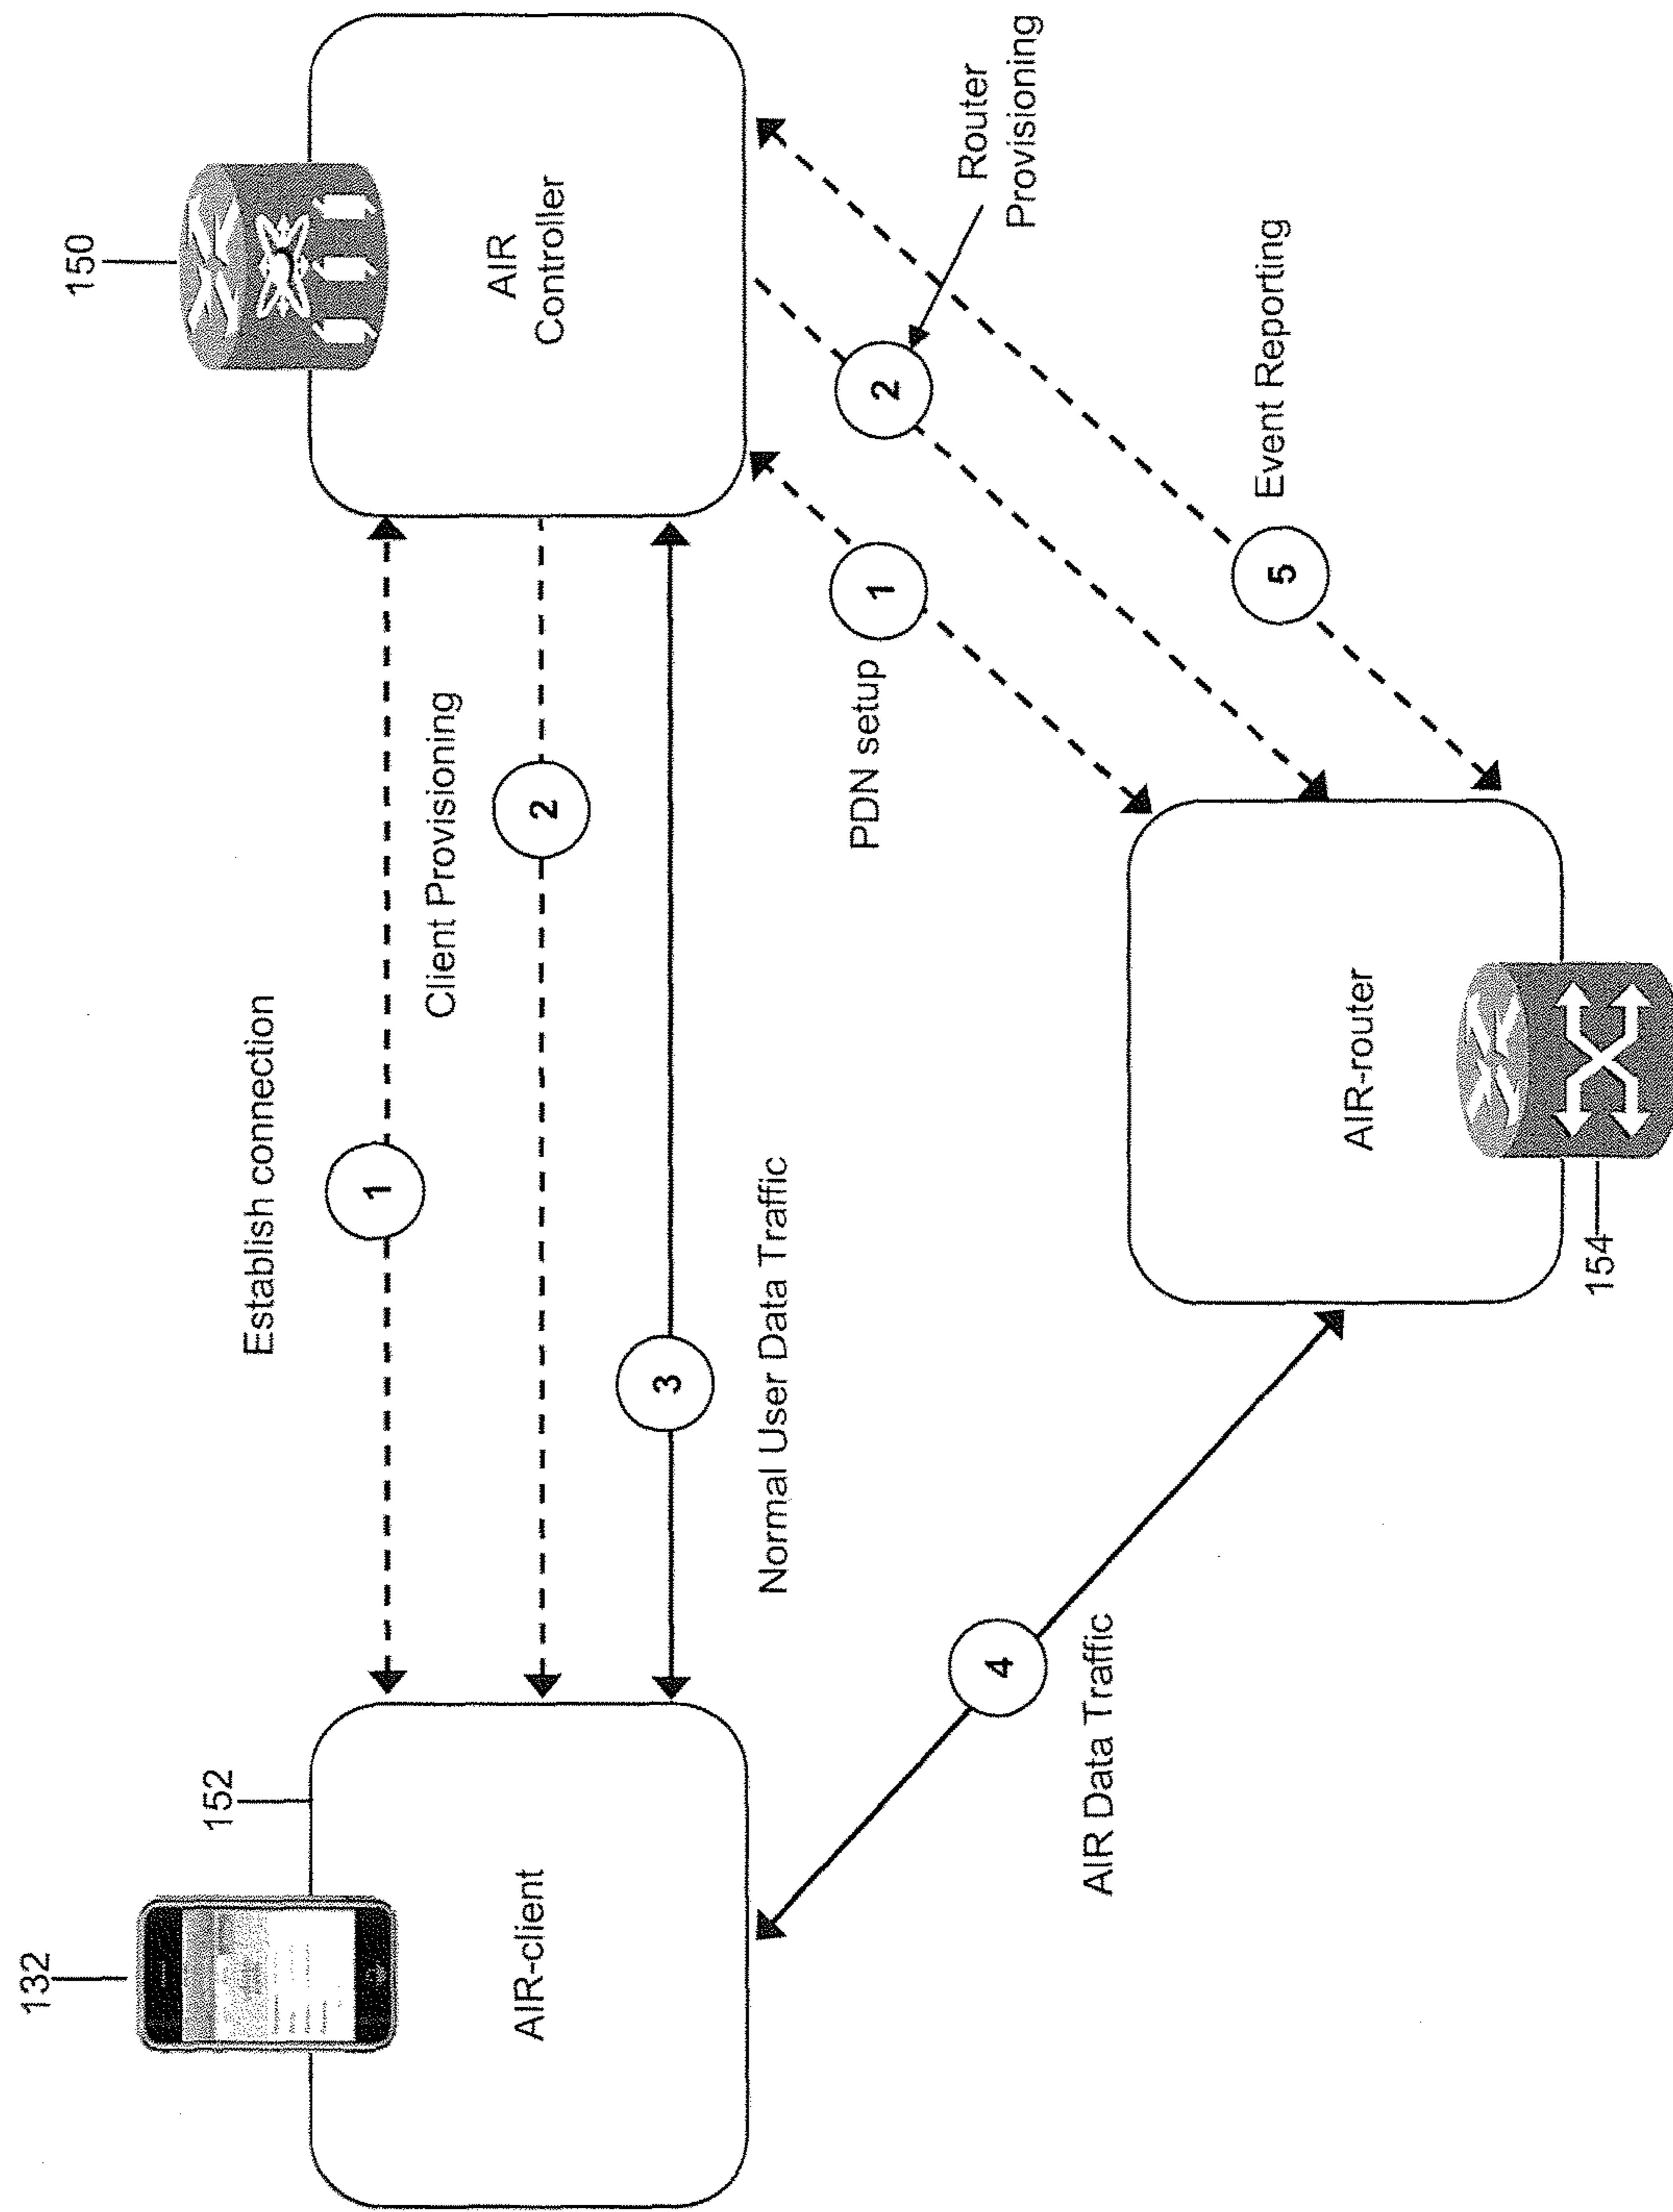 132
152
AIR-client
150
AIR
Controller
Establish connection
1
Client Provisioning
2
3
Normal User Data Traffic
PDN setup
1
2
Router
Provisioning
5
Event Reporting
4
AIR Data Traffic
AIR-router
154